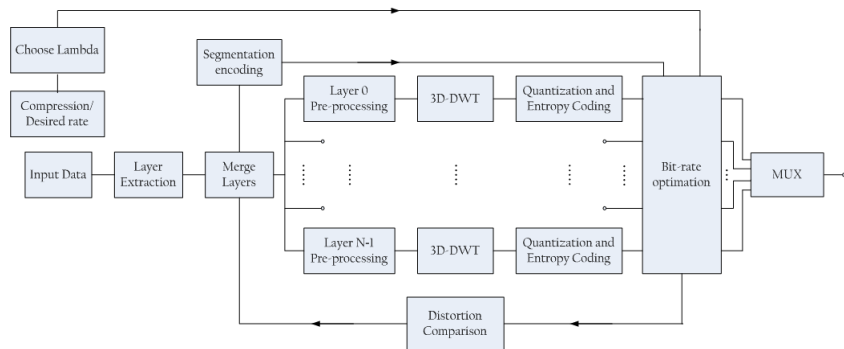 Choose Lambda
Compression/
Desired rate
Segmentation
encoding
Input Data
Layer
Extraction
Merge
Layers
Layer 0
Pre-processing
3D-DWT
Quantization and
Entropy Coding
Layer N-1
Pre-processing
3D-DWT
Quantization and
Entropy Coding
Bit-rate
optimation
MUX
Distortion
Comparison